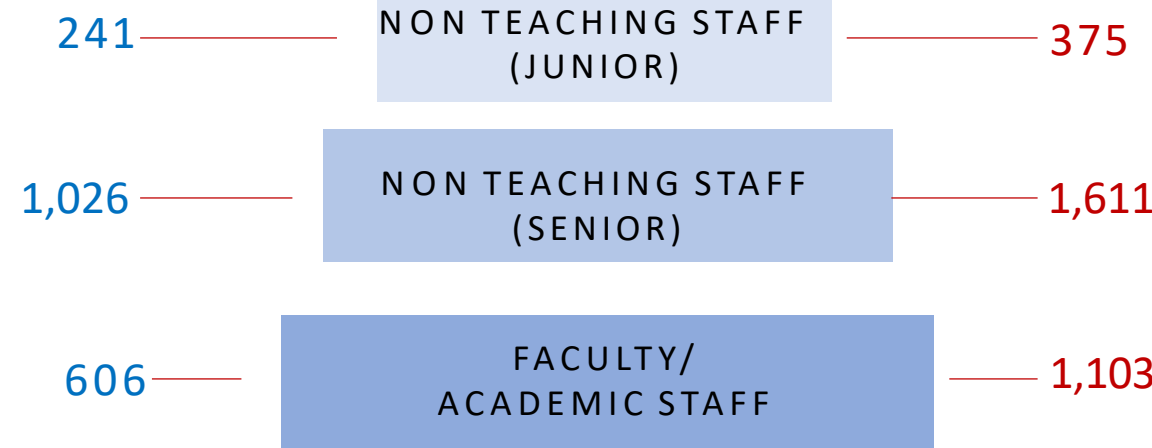 241
NON TEACHING STAFF
(JUNIOR)
375
1,026
NON TEACHING STAFF
(SENIOR)
1,611
606
FACULTY/
ACADEMIC STAFF
1,103